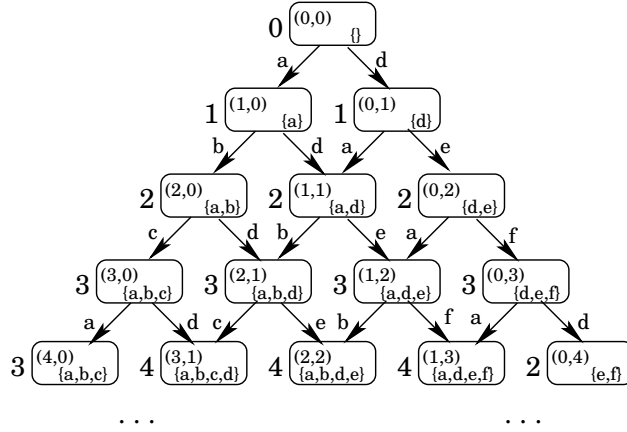 0 (0,0) {}
a d
1 (1,0) {a} 1 (0,1) {d}
b d a e
2 (2,0) {a,b} 2 (1,1) {a,d} 2 (0,2) {d,e}
c d b e a f
3 (3,0) {a,b,c} 3 (2,1) {a,b,d} 3 (1,2) {a,d,e} 3 (0,3) {d,e,f}
a d c e b f a d
3 (4,0) {a,b,c} 4 (3,1) {a,b,c,d} 4 (2,2) {a,b,d,e} 4 (1,3) {a,d,e,f} 2 (0,4) {e,f}
. . . . . .